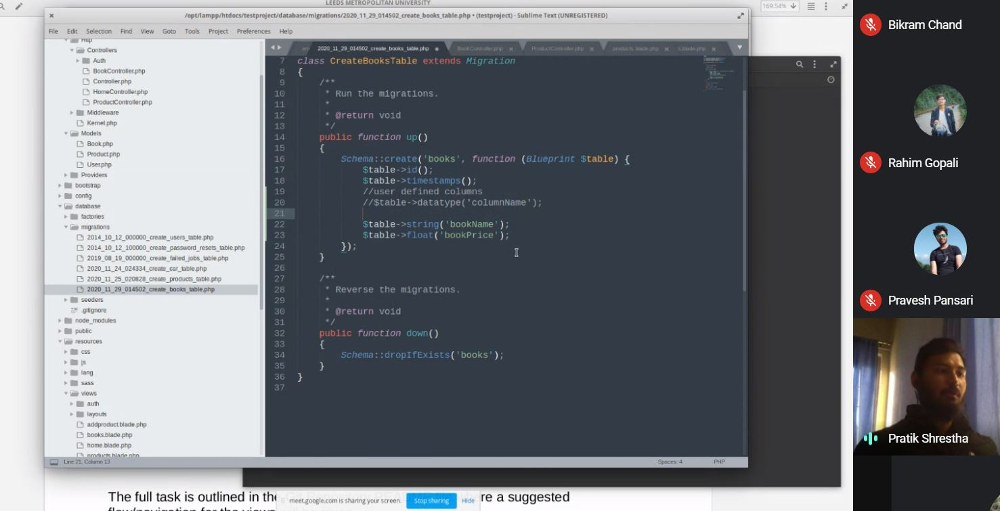 LEEDS METROPOLITAN UNIVERSITY
169.54%
/opt/lampp/htdocs/testproject/database/migrations/2020_11_29_014502_create_books_table.php • (testproject) - Sublime Text (UNREGISTERED)
File Edit Selection Find View Goto Tools Project Preferences Help
Http
Controllers
Auth
BookController.php
Controller.php
HomeController.php
ProductController.php
Middleware
Kernel.php
Models
Book.php
Product.php
User.php
Providers
bootstrap
config
database
factories
migrations
2014_10_12_000000_create_users_table.php
2014_10_12_100000_create_password_resets_table.php
2019_08_19_000000_create_failed_jobs_table.php
2020_11_24_024334_create_car_table.php
2020_11_25_020828_create_products_table.php
2020_11_29_014502_create_books_table.php
seeders
.gitignore
node_modules
public
resources
css
js
lang
sass
views
auth
layouts
addproduct.blade.php
books.blade.php
home.blade.php
products.blade.php
2020_11_29_014502_create_books_table.php BookController.php ProductController.php products.blade.php s.blade.php
7 class CreateBooksTable extends Migration
8 {
9 /**
10 * Run the migrations.
11 *
12 * @return void
13 */
14 public function up()
15 {
16 Schema::create('books', function (Blueprint $table) {
17 $table->id();
18 $table->timestamps();
19 //user defined columns
20 //$table->datatype('columnName');
21
22 $table->string('bookName');
23 $table->float('bookPrice');
24 });
25 }
26
27 /**
28 * Reverse the migrations.
29 *
30 * @return void
31 */
32 public function down()
33 {
34 Schema::dropIfExists('books');
35 }
36 }
37
Line 21, Column 13 Spaces: 4 PHP
The full task is outlined in the
re a suggested
meet.google.com is sharing your screen. Stop sharing Hide
flow/navigation for the views
Bikram Chand
Rahim Gopali
Pravesh Pansari
Pratik Shrestha